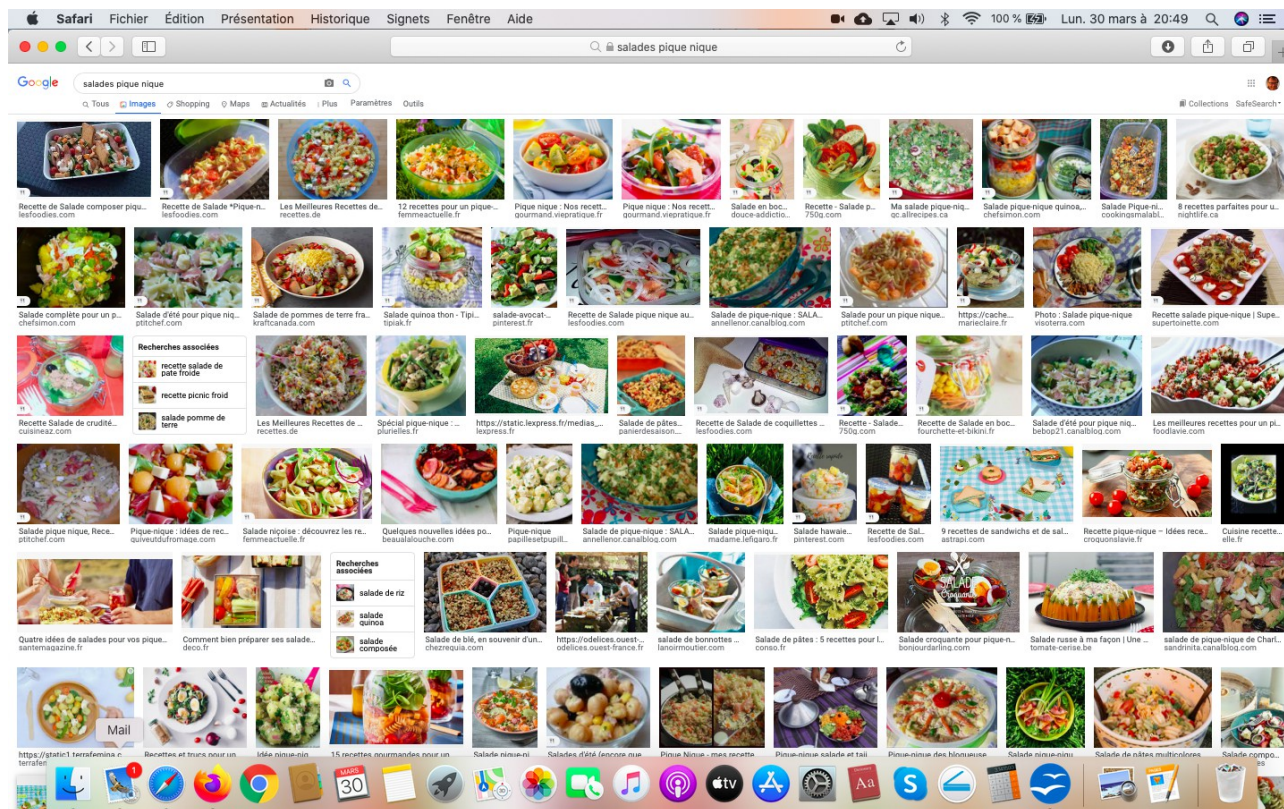 Safari Fichier Édition Présentation Historique Signets Fenêtre Aide
100 % Lun. 30 mars à 20:49
salades pique nique
Google salades pique nique
Tous Images Shopping Maps Actualités Plus Paramètres Outils
Collections SafeSearch
Recette de Salade composer piqu...
lesfoodies.com
Recette de Salade *Pique-n...
lesfoodies.com
Les Meilleures Recettes de...
recettes.de
12 recettes pour un pique-...
femmeactuelle.fr
Pique nique : Nos recett...
gourmand.viepratique.fr
Pique nique : Nos recett...
gourmand.viepratique.fr
Salade en boc...
douce-addictio...
Recette - Salade p...
750g.com
Ma salade pique-niq...
qc.allrecipes.ca
Salade pique-nique quinoa,...
chefsimon.com
Salade Pique-ni...
cookingsmalabl...
8 recettes parfaites pour u...
nightlife.ca
Salade complète pour un p...
chefsimon.com
Salade d'été pour pique niq...
ptitchef.com
Salade de pommes de terre fra...
kraftcanada.com
Salade quinoa thon - Tipi...
tipiak.fr
salade-avocat-...
pinterest.fr
Recette de Salade pique nique au...
lesfoodies.com
Salade de pique-nique : SALA...
annellenor.canalblog.com
Salade pour un pique nique...
ptitchef.com
https://cache....
marieclaire.fr
Photo : Salade pique-nique
visoterra.com
Recette salade pique-nique | Supe...
supertoinette.com
Recette Salade de crudité...
cuisineaz.com
Recherches associées
recette salade de
pate froide
recette picnic froid
salade pomme de
terre
Les Meilleures Recettes de ...
recettes.de
Spécial pique-nique : ...
plurielles.fr
https://static.lexpress.fr/medias_...
lexpress.fr
Salade de pâtes...
panierdesaison....
Recette de Salade de coquillettes ...
lesfoodies.com
Recette - Salade...
750g.com
Recette de Salade en boc...
fourchette-et-bikini.fr
Salade d'été pour pique niq...
bebop21.canalblog.com
Les meilleures recettes pour un pi...
foodlavie.com
Salade pique nique, Rece...
ptitchef.com
Pique-nique : idées de rec...
quiveutdufromage.com
Salade niçoise : découvrez les re...
femmeactuelle.fr
Quelques nouvelles idées po...
beaualalouche.com
Pique-nique
papillesetpupill...
Salade de pique-nique : SALA...
annellenor.canalblog.com
Salade pique-niqu...
madame.lefigaro.fr
Salade hawaie...
pinterest.com
Recette de Sal...
lesfoodies.com
9 recettes de sandwichs et de sal...
astrapi.com
Recette pique-nique – Idées rece...
croquonslavie.fr
Cuisine recette...
elle.fr
Quatre idées de salades pour vos pique...
santemagazine.fr
Comment bien préparer ses salade...
deco.fr
Recherches
associées
salade de riz
salade
quinoa
salade
composée
Salade de blé, en souvenir d'un...
chezrequia.com
https://odelices.ouest-...
odelices.ouest-france.fr
salade de bonnottes ...
lanoirmoutier.com
Salade de pâtes : 5 recettes pour l...
conso.fr
SALADE
Croquante
Salade croquante pour pique-n...
bonjourdarling.com
Salade russe à ma façon | Une ...
tomate-cerise.be
salade de pique-nique de Charl...
sandrinita.canalblog.com
Mail
https://static1.terrafemina.c...
terrafem
Recettes et trucs pour un
Idée pique-niq
15 recettes gourmandes pour un
Salade pique-ni
Salades d'été (encore que
Pique Nique - mes recette
Pique-nique salade et taji
Pique-nique des blogueuse
Salade pique-niqu
Salade de pâtes multicolores
Salade compo...
1
MARS
30
tv
Aa